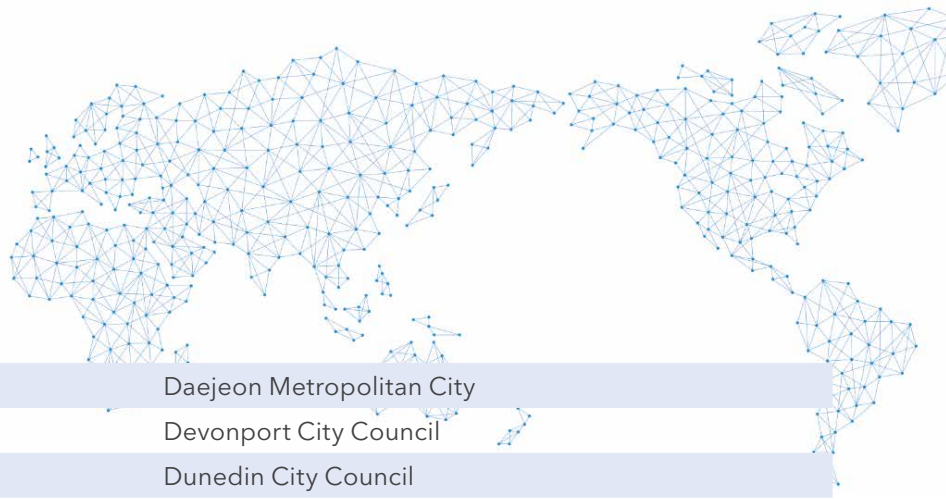 Daejeon Metropolitan City
Devonport City Council
Dunedin City Council